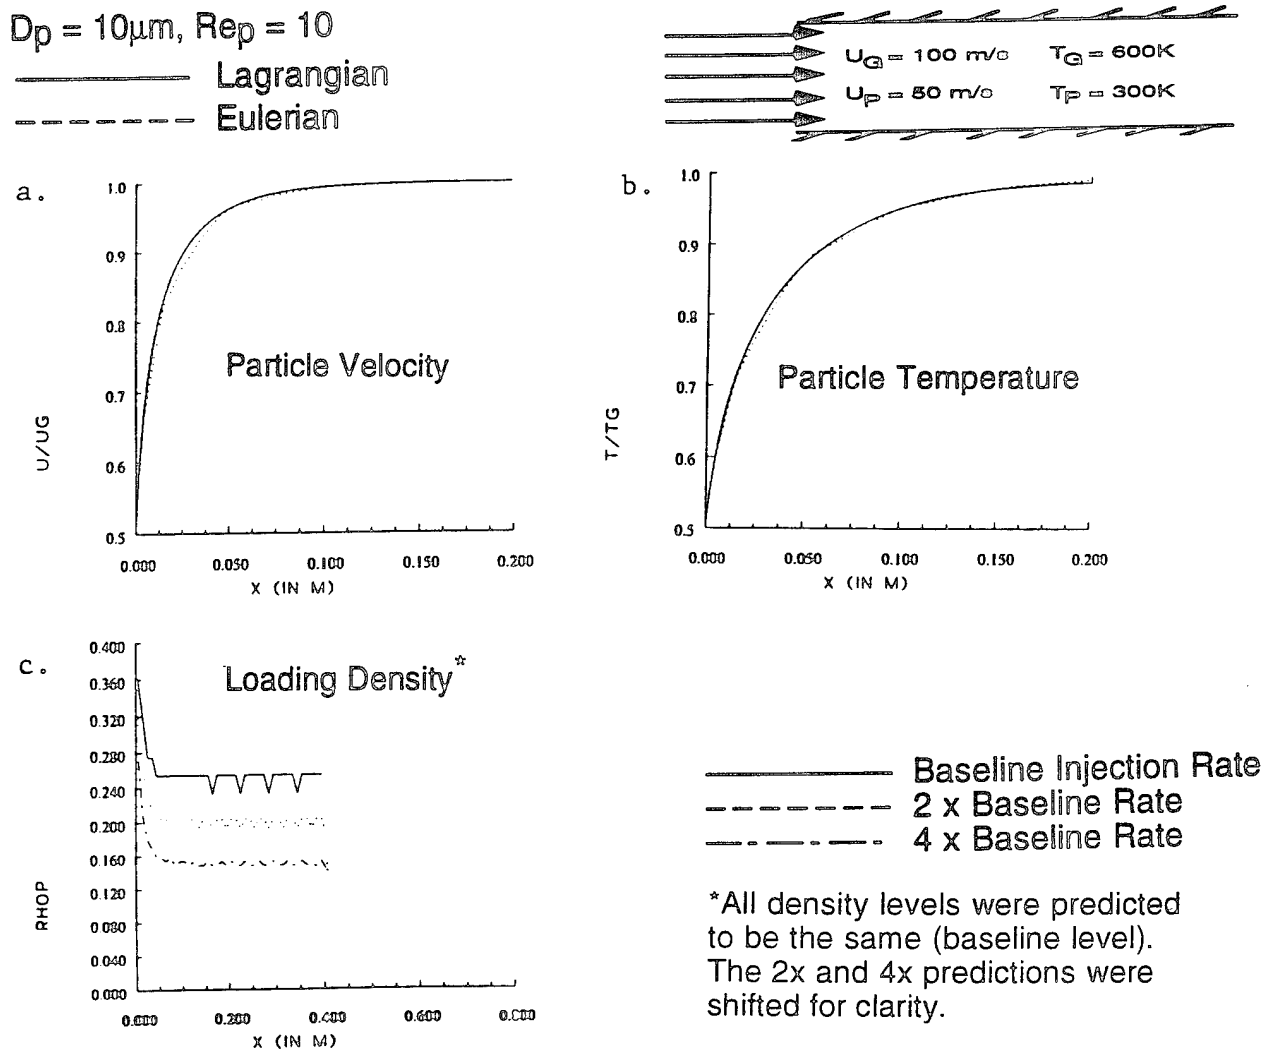 Dp = 10μm, Rep = 10
Lagrangian
Eulerian
UG = 100 m/s TG = 600K
UP = 50 m/s TP = 300K
a.
1.0
0.9
0.8
0.7
0.6
0.5
U/UG
Particle Velocity
0.000 0.050 0.100 0.150 0.200
X (IN M)
b.
1.0
0.9
0.8
0.7
0.6
0.5
T/TG
Particle Temperature
0.000 0.050 0.100 0.150 0.200
X (IN M)
c.
0.400
0.360
0.320
0.280
0.240
0.200
0.160
0.120
0.080
0.040
0.000
RHOP
Loading Density*
0.000 0.200 0.400 0.600 0.800
X (IN M)
Baseline Injection Rate
2 x Baseline Rate
4 x Baseline Rate
*All density levels were predicted
to be the same (baseline level).
The 2x and 4x predictions were
shifted for clarity.